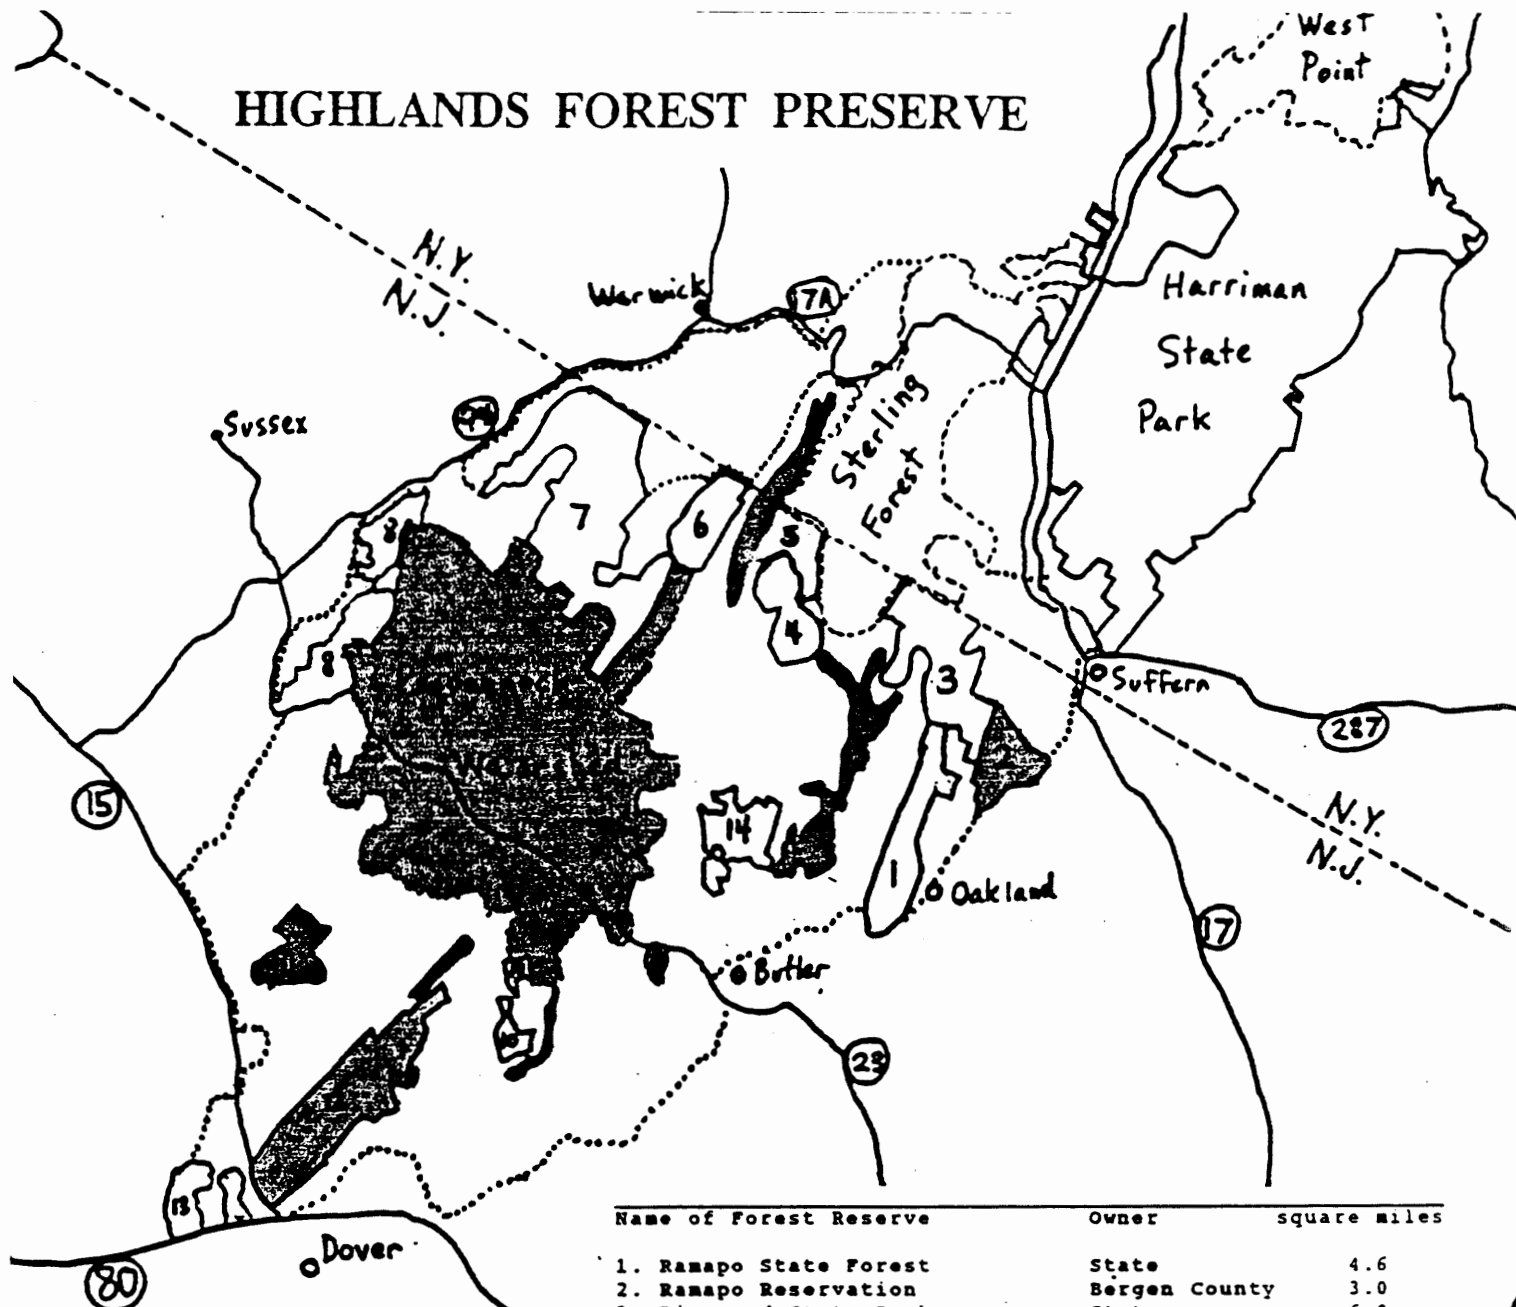 West
Point
HIGHLANDS FOREST PRESERVE
N.Y.
N.J.
Warwick
17A
Harriman
State
Park
Sterling
Forest
94
Sussex
8
7
6
5
4
8
3
Suffern
287
2
15
14
1
Oakland
N.Y.
N.J.
17
Butler
10
23
13
80
Dover
Name of Forest Reserve Owner square miles
1. Ramapo State Forest State 4.6
2. Ramapo Reservation Bergen County 3.0